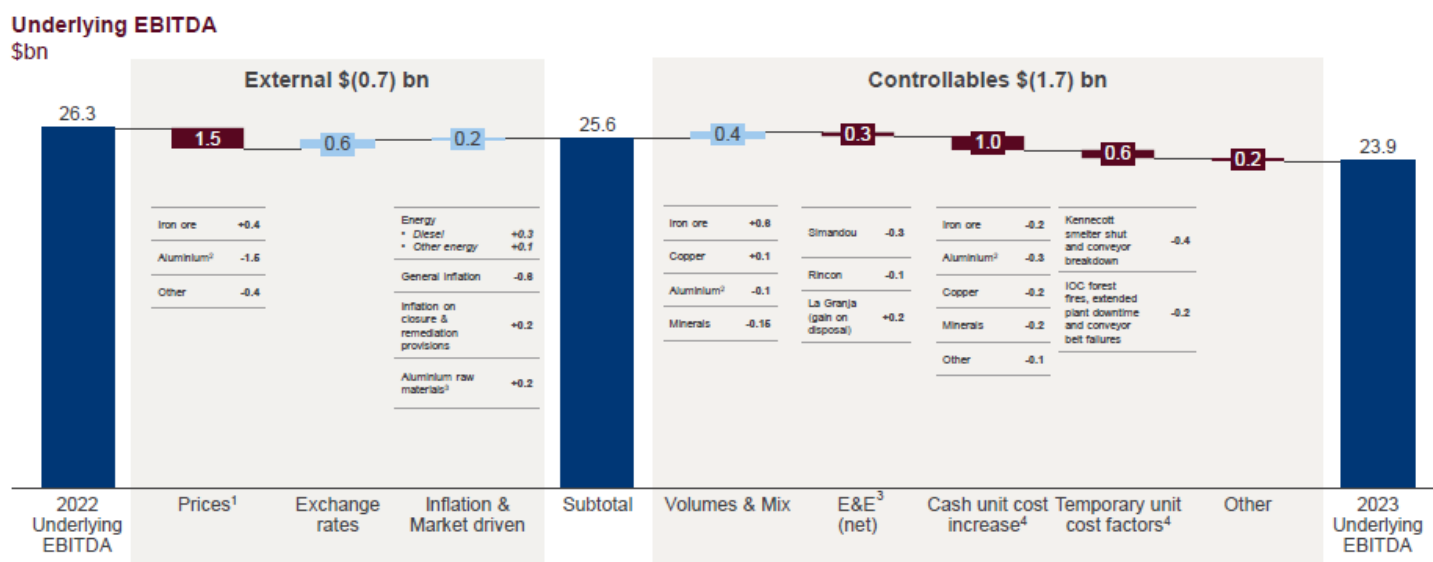 Underlying EBITDA
$bn
External $(0.7) bn
Controllables $(1.7) bn
26.3
1.5
0.6
0.2
25.6
0.4
0.3
1.0
0.6
0.2
23.9
Iron ore +0.4
Aluminium² -1.5
Other -0.4
Energy
• Diesel +0.3
• Other energy +0.1
General Inflation -0.6
Inflation on
closure &
remediation
provisions
+0.2
Aluminium raw
materials³
+0.2
Iron ore +0.6
Copper +0.1
Aluminium² -0.1
Minerals -0.15
Simandou -0.3
Rincon -0.1
La Granja
(gain on
disposal)
+0.2
Iron ore -0.2
Aluminium² -0.3
Copper -0.2
Minerals -0.2
Other -0.1
Kennecott
smelter shut
and conveyor
breakdown
-0.4
IOC forest
fires, extended
plant downtime
and conveyor
belt failures
-0.2
2022
Underlying
EBITDA
Prices¹
Exchange
rates
Inflation &
Market driven
Subtotal
Volumes & Mix
E&E³
(net)
Cash unit cost
increase⁴
Temporary unit
cost factors⁴
Other
2023
Underlying
EBITDA